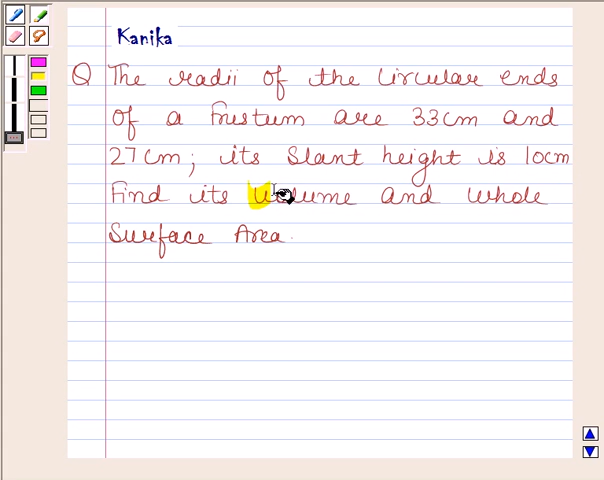 Kanika
Q The radii of the circular ends
of a frustum are 33cm and
27cm; its slant height is 10cm
Find its volume and whole
Surface Area.